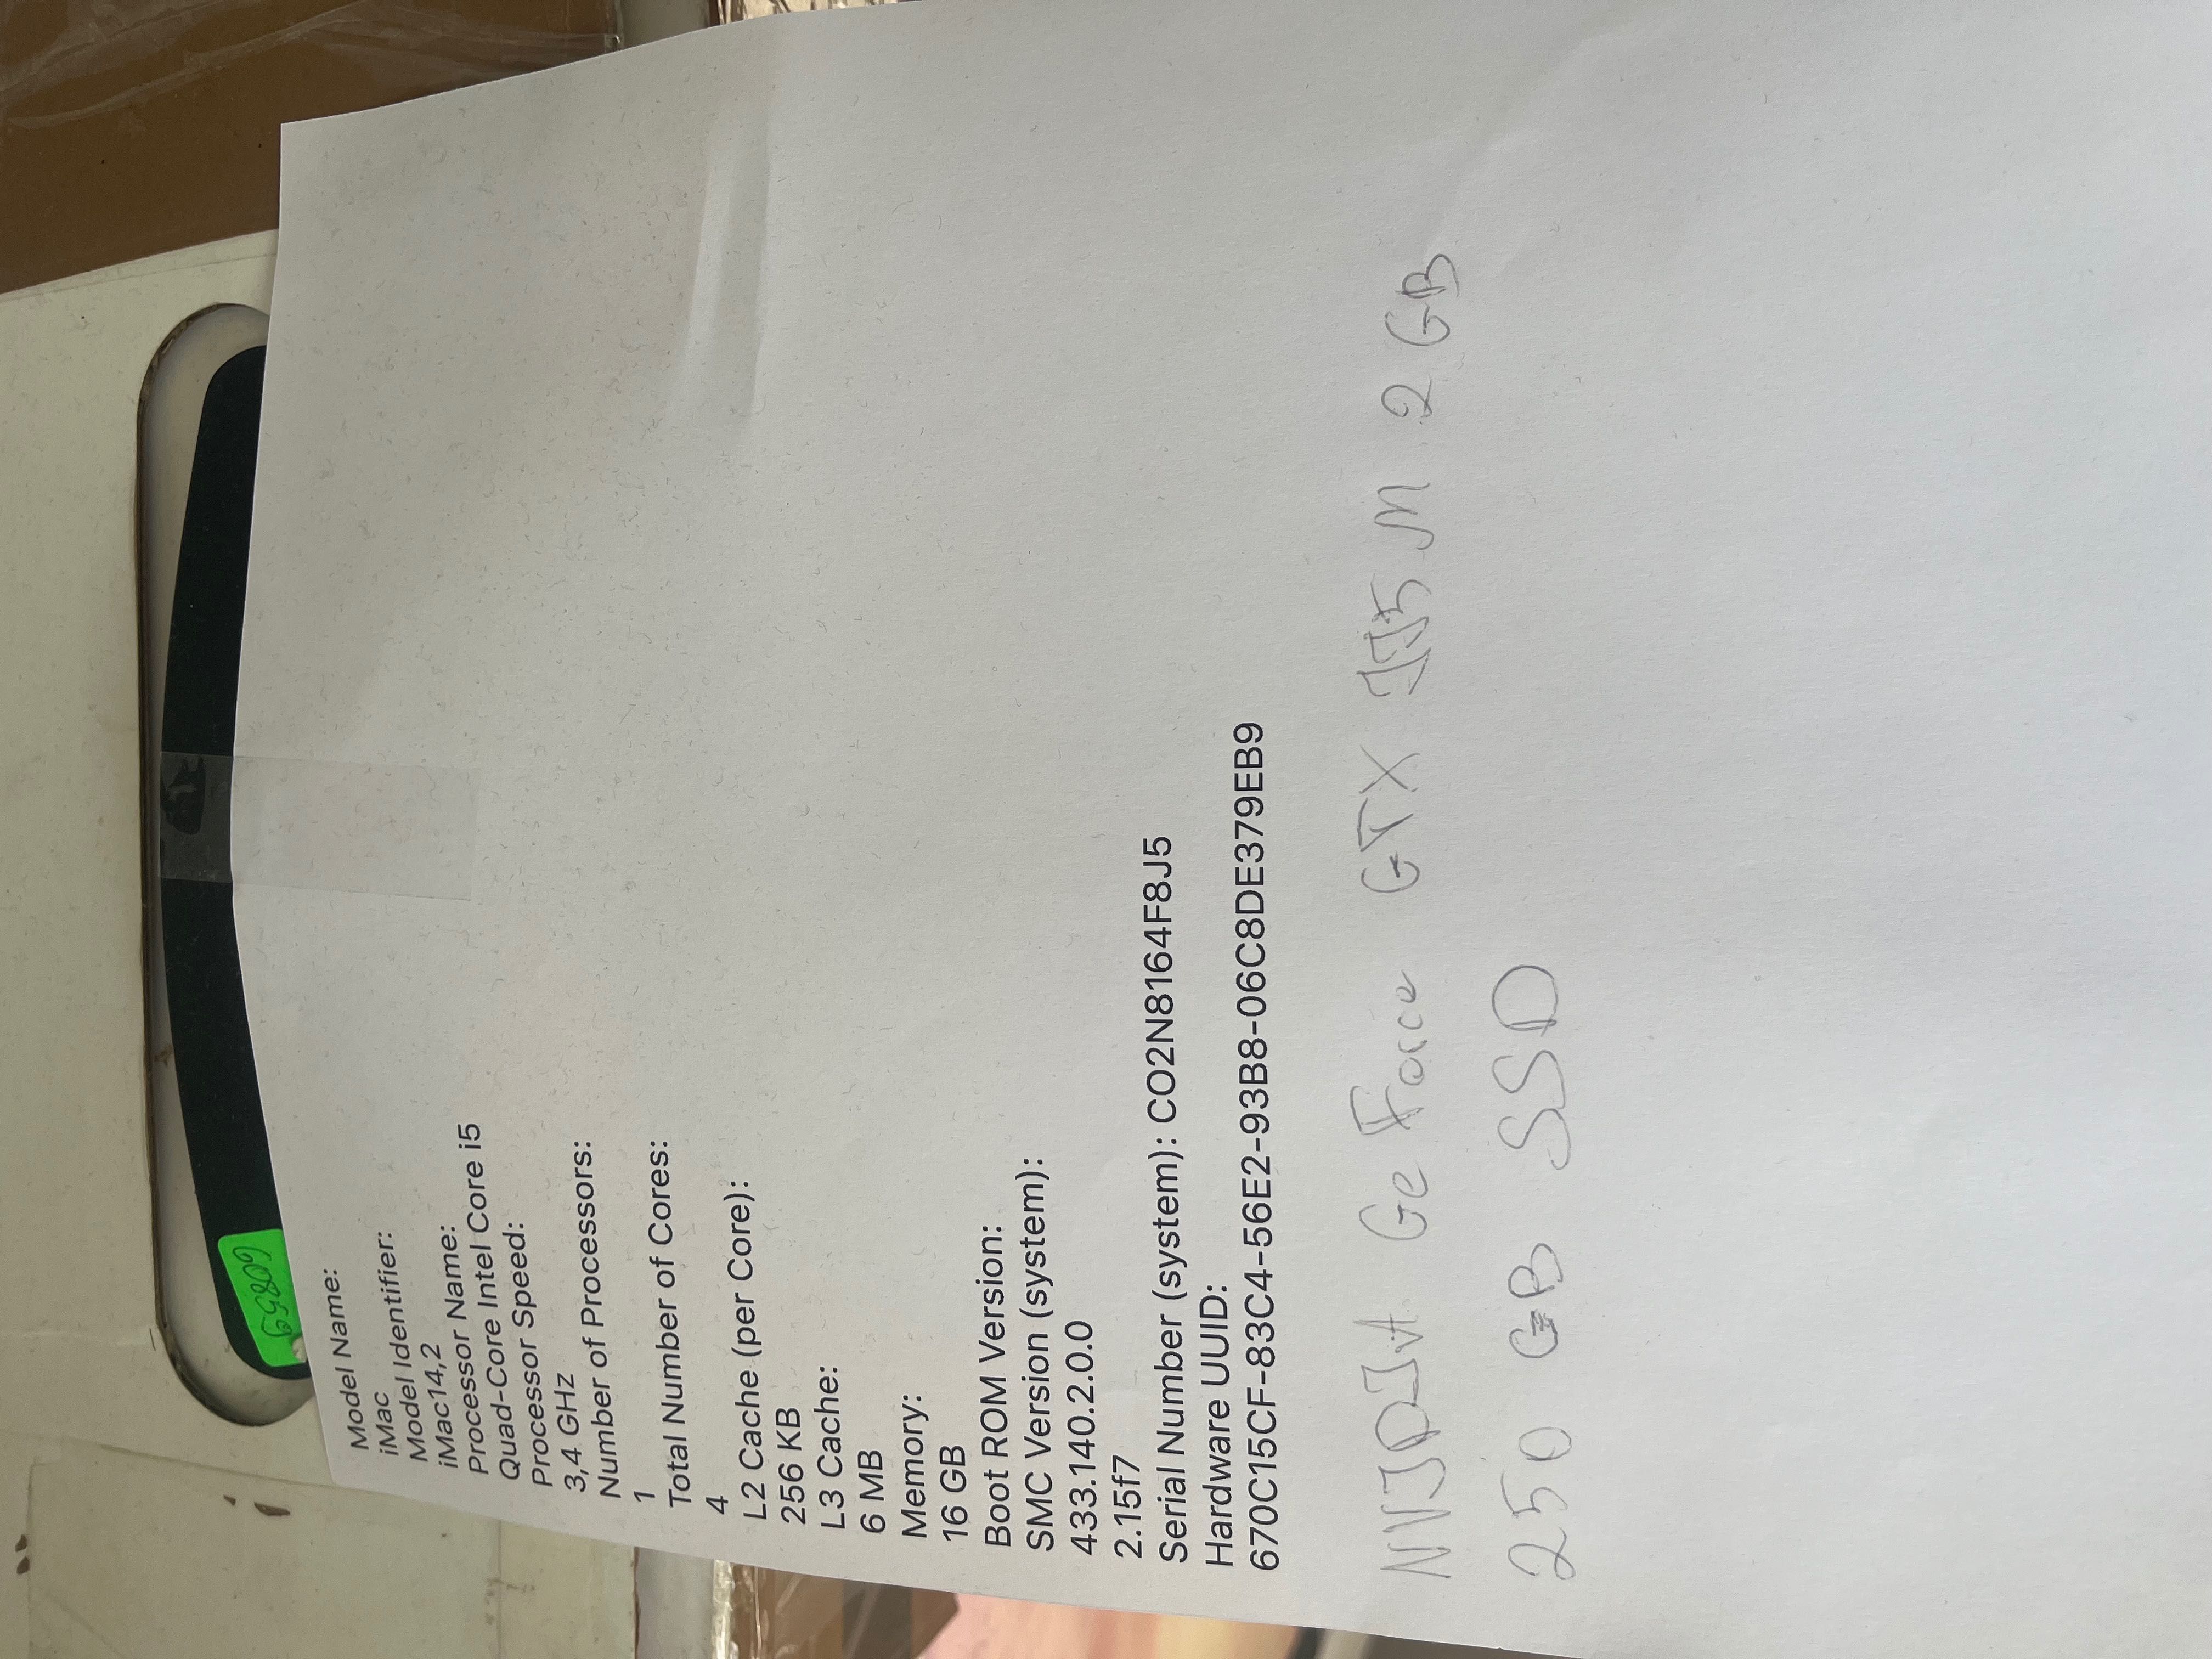 60859
Model Name:
iMac
Model Identifier:
iMac14,2
Processor Name:
Quad-Core Intel Core i5
Processor Speed:
3,4 GHz
Number of Processors:
1
Total Number of Cores:
4
L2 Cache (per Core):
256 KB
L3 Cache:
6 MB
Memory:
16 GB
Boot ROM Version:
SMC Version (system):
433.140.2.0.0
2.15f7
Serial Number (system): CO2N8164F8J5
Hardware UUID:
670C15CF-83C4-56E2-93B8-06C8DE379EB9
NVIDIA Ge Force GTX 775 M 2 GB
250 GB SSD